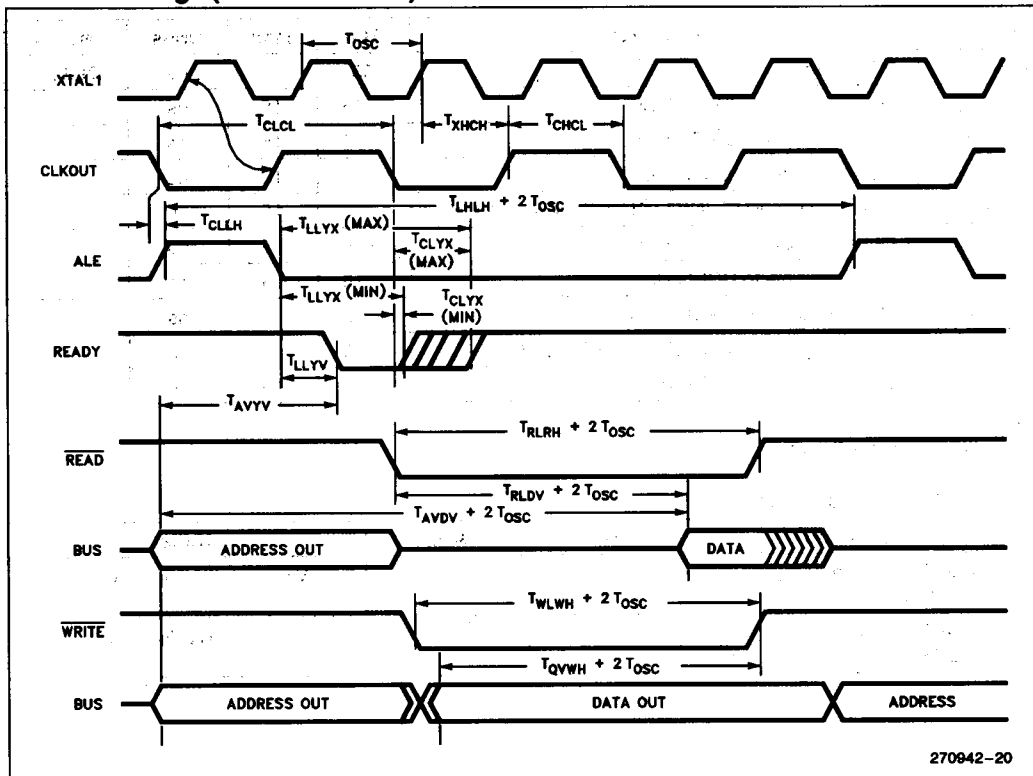 T_OSC
XTAL1
T_CLCL
T_XHCH
T_CHCL
CLKOUT
T_LHLH + 2 T_OSC
T_CLLH
T_LLYX (MAX)
T_CLYX (MAX)
ALE
T_LLYX (MIN)
T_CLYX (MIN)
READY
T_LLYV
T_AVYV
T_RLRH + 2 T_OSC
READ
T_RLDV + 2 T_OSC
T_AVDV + 2 T_OSC
BUS
ADDRESS OUT
DATA
T_WLWH + 2 T_OSC
WRITE
T_QVWH + 2 T_OSC
BUS
ADDRESS OUT
DATA OUT
ADDRESS
270942-20